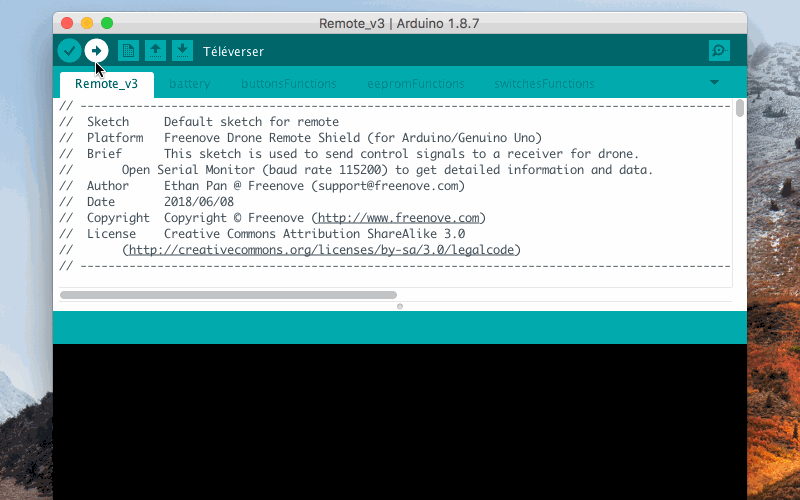 Remote_v3 | Arduino 1.8.7
Téléverser
Remote_v3 battery buttonsFunctions eepromFunctions switchesFunctions
// -----------------------------------------------------------------------------------------------
//  Sketch     Default sketch for remote
//  Platform   Freenove Drone Remote Shield (for Arduino/Genuino Uno)
//  Brief      This sketch is used to send control signals to a receiver for drone.
//       Open Serial Monitor (baud rate 115200) to get detailed information and data.
//  Author     Ethan Pan @ Freenove (support@freenove.com)
//  Date       2018/06/08
//  Copyright  Copyright © Freenove (http://www.freenove.com)
//  License    Creative Commons Attribution ShareAlike 3.0
//       (http://creativecommons.org/licenses/by-sa/3.0/legalcode)
// -----------------------------------------------------------------------------------------------